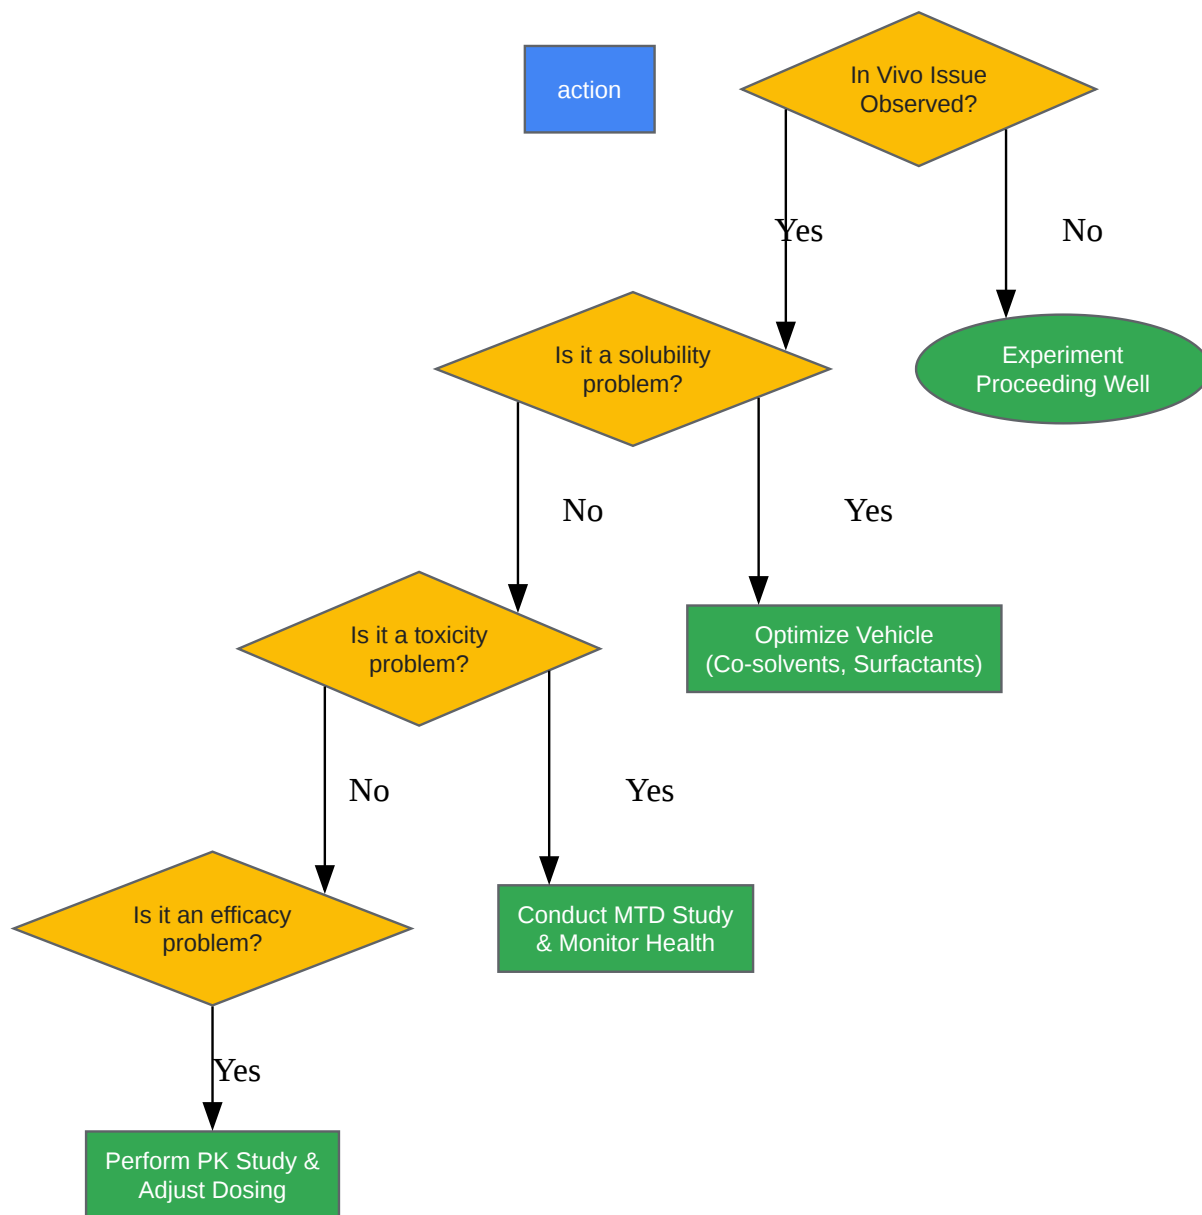 action
In Vivo Issue
Observed?
Yes
No
Is it a solubility
problem?
Experiment
Proceeding Well
No
Yes
Is it a toxicity
problem?
Optimize Vehicle
(Co-solvents, Surfactants)
No
Yes
Is it an efficacy
problem?
Conduct MTD Study
& Monitor Health
Yes
Perform PK Study &
Adjust Dosing